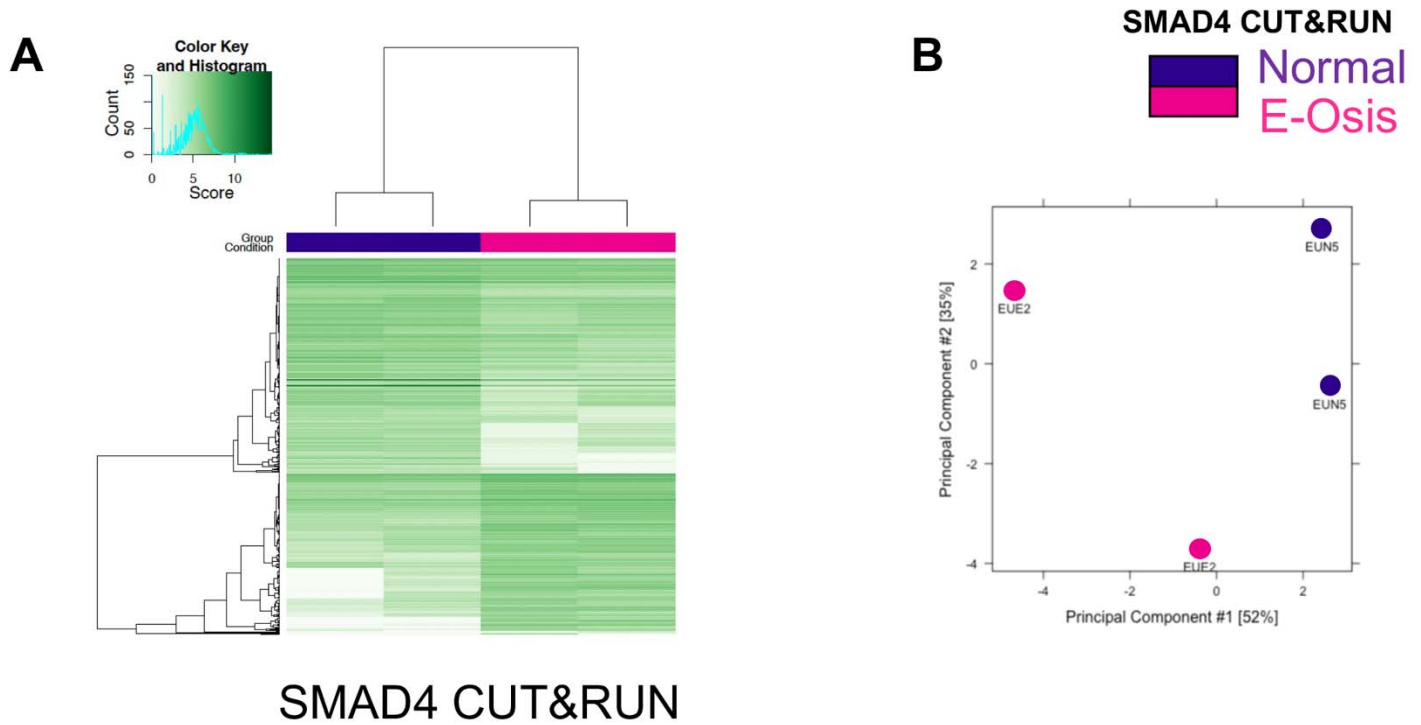 A
Color Key
and Histogram
Count
0 50 150
0 5 10
Score
Group
Condition
SMAD4 CUT&RUN
B
SMAD4 CUT&RUN
Normal
E-Osis
Principal Component #2 [35%]
2
0
-2
-4
EUN5
EUE2
EUN5
EUE2
-4 -2 0 2
Principal Component #1 [52%]